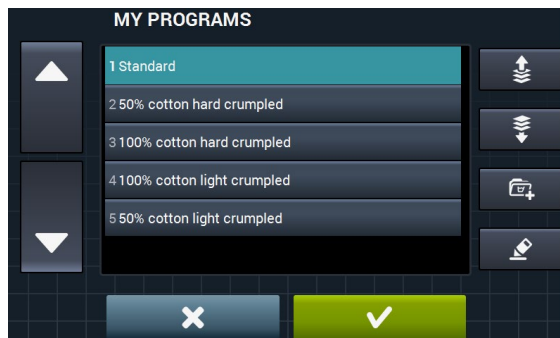 MY PROGRAMS
1 Standard
2 50% cotton hard crumpled
3 100% cotton hard crumpled
4 100% cotton light crumpled
5 50% cotton light crumpled